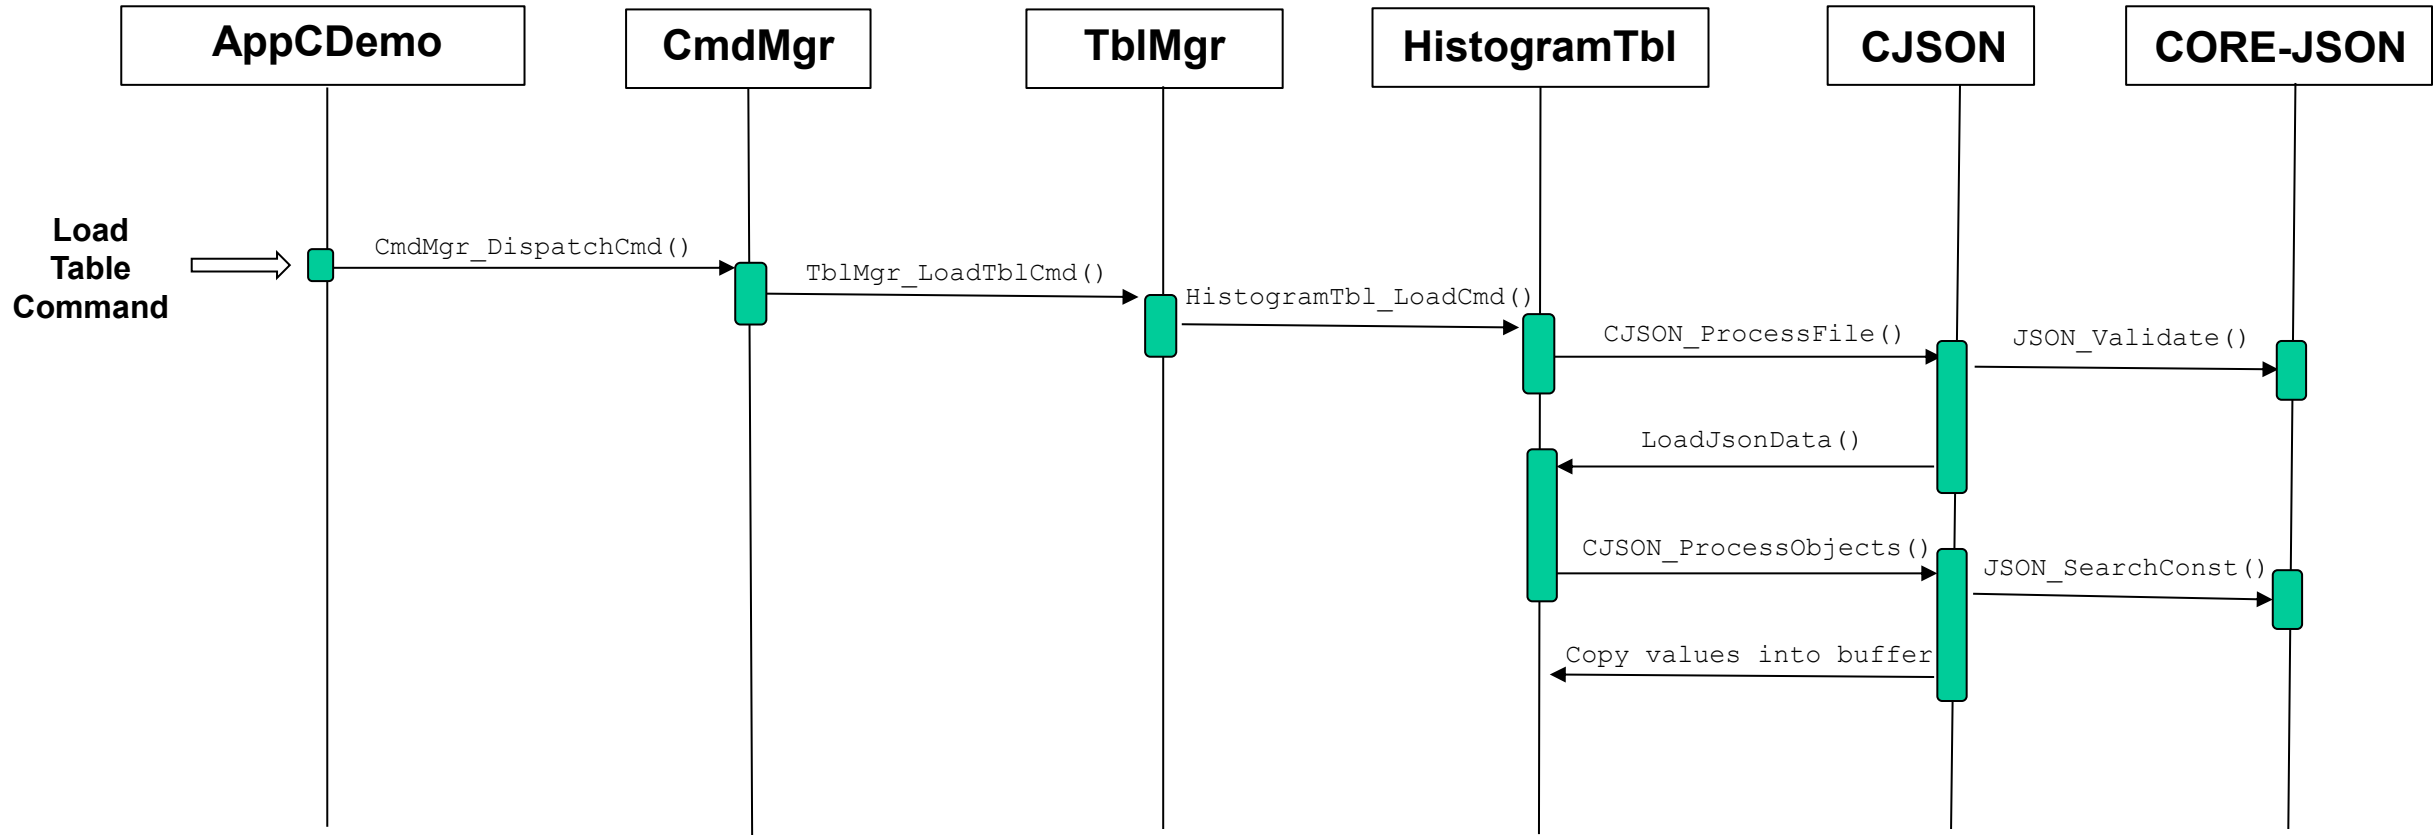 AppCDemo
CmdMgr
TblMgr
HistogramTbl
CJSON
CORE-JSON
Load
Table
Command
CmdMgr_DispatchCmd()
TblMgr_LoadTblCmd()
HistogramTbl_LoadCmd()
CJSON_ProcessFile()
JSON_Validate()
LoadJsonData()
CJSON_ProcessObjects()
JSON_SearchConst()
Copy values into buffer